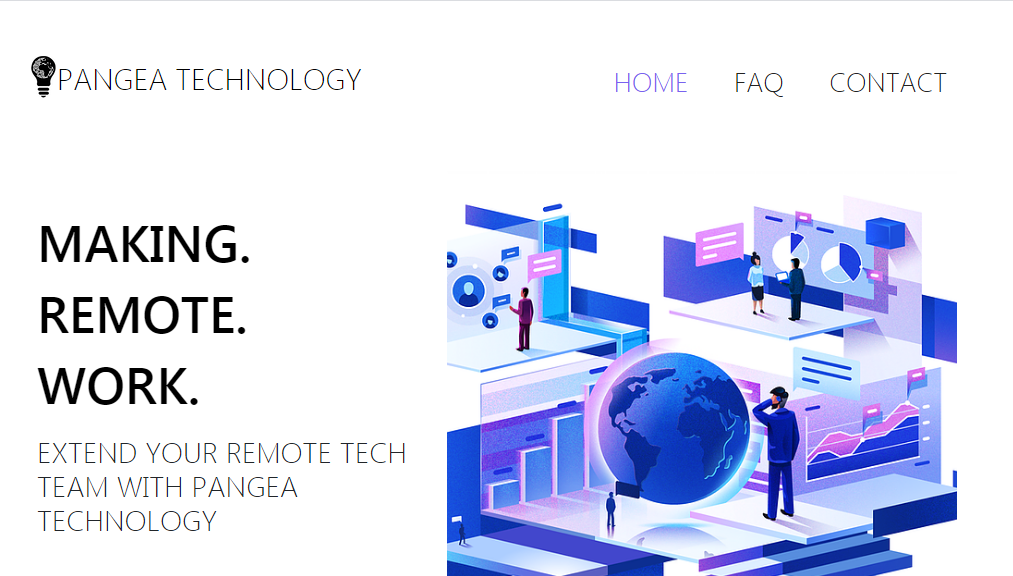 PANGEA TECHNOLOGY
HOME FAQ CONTACT
MAKING.
REMOTE.
WORK.
EXTEND YOUR REMOTE TECH
TEAM WITH PANGEA
TECHNOLOGY